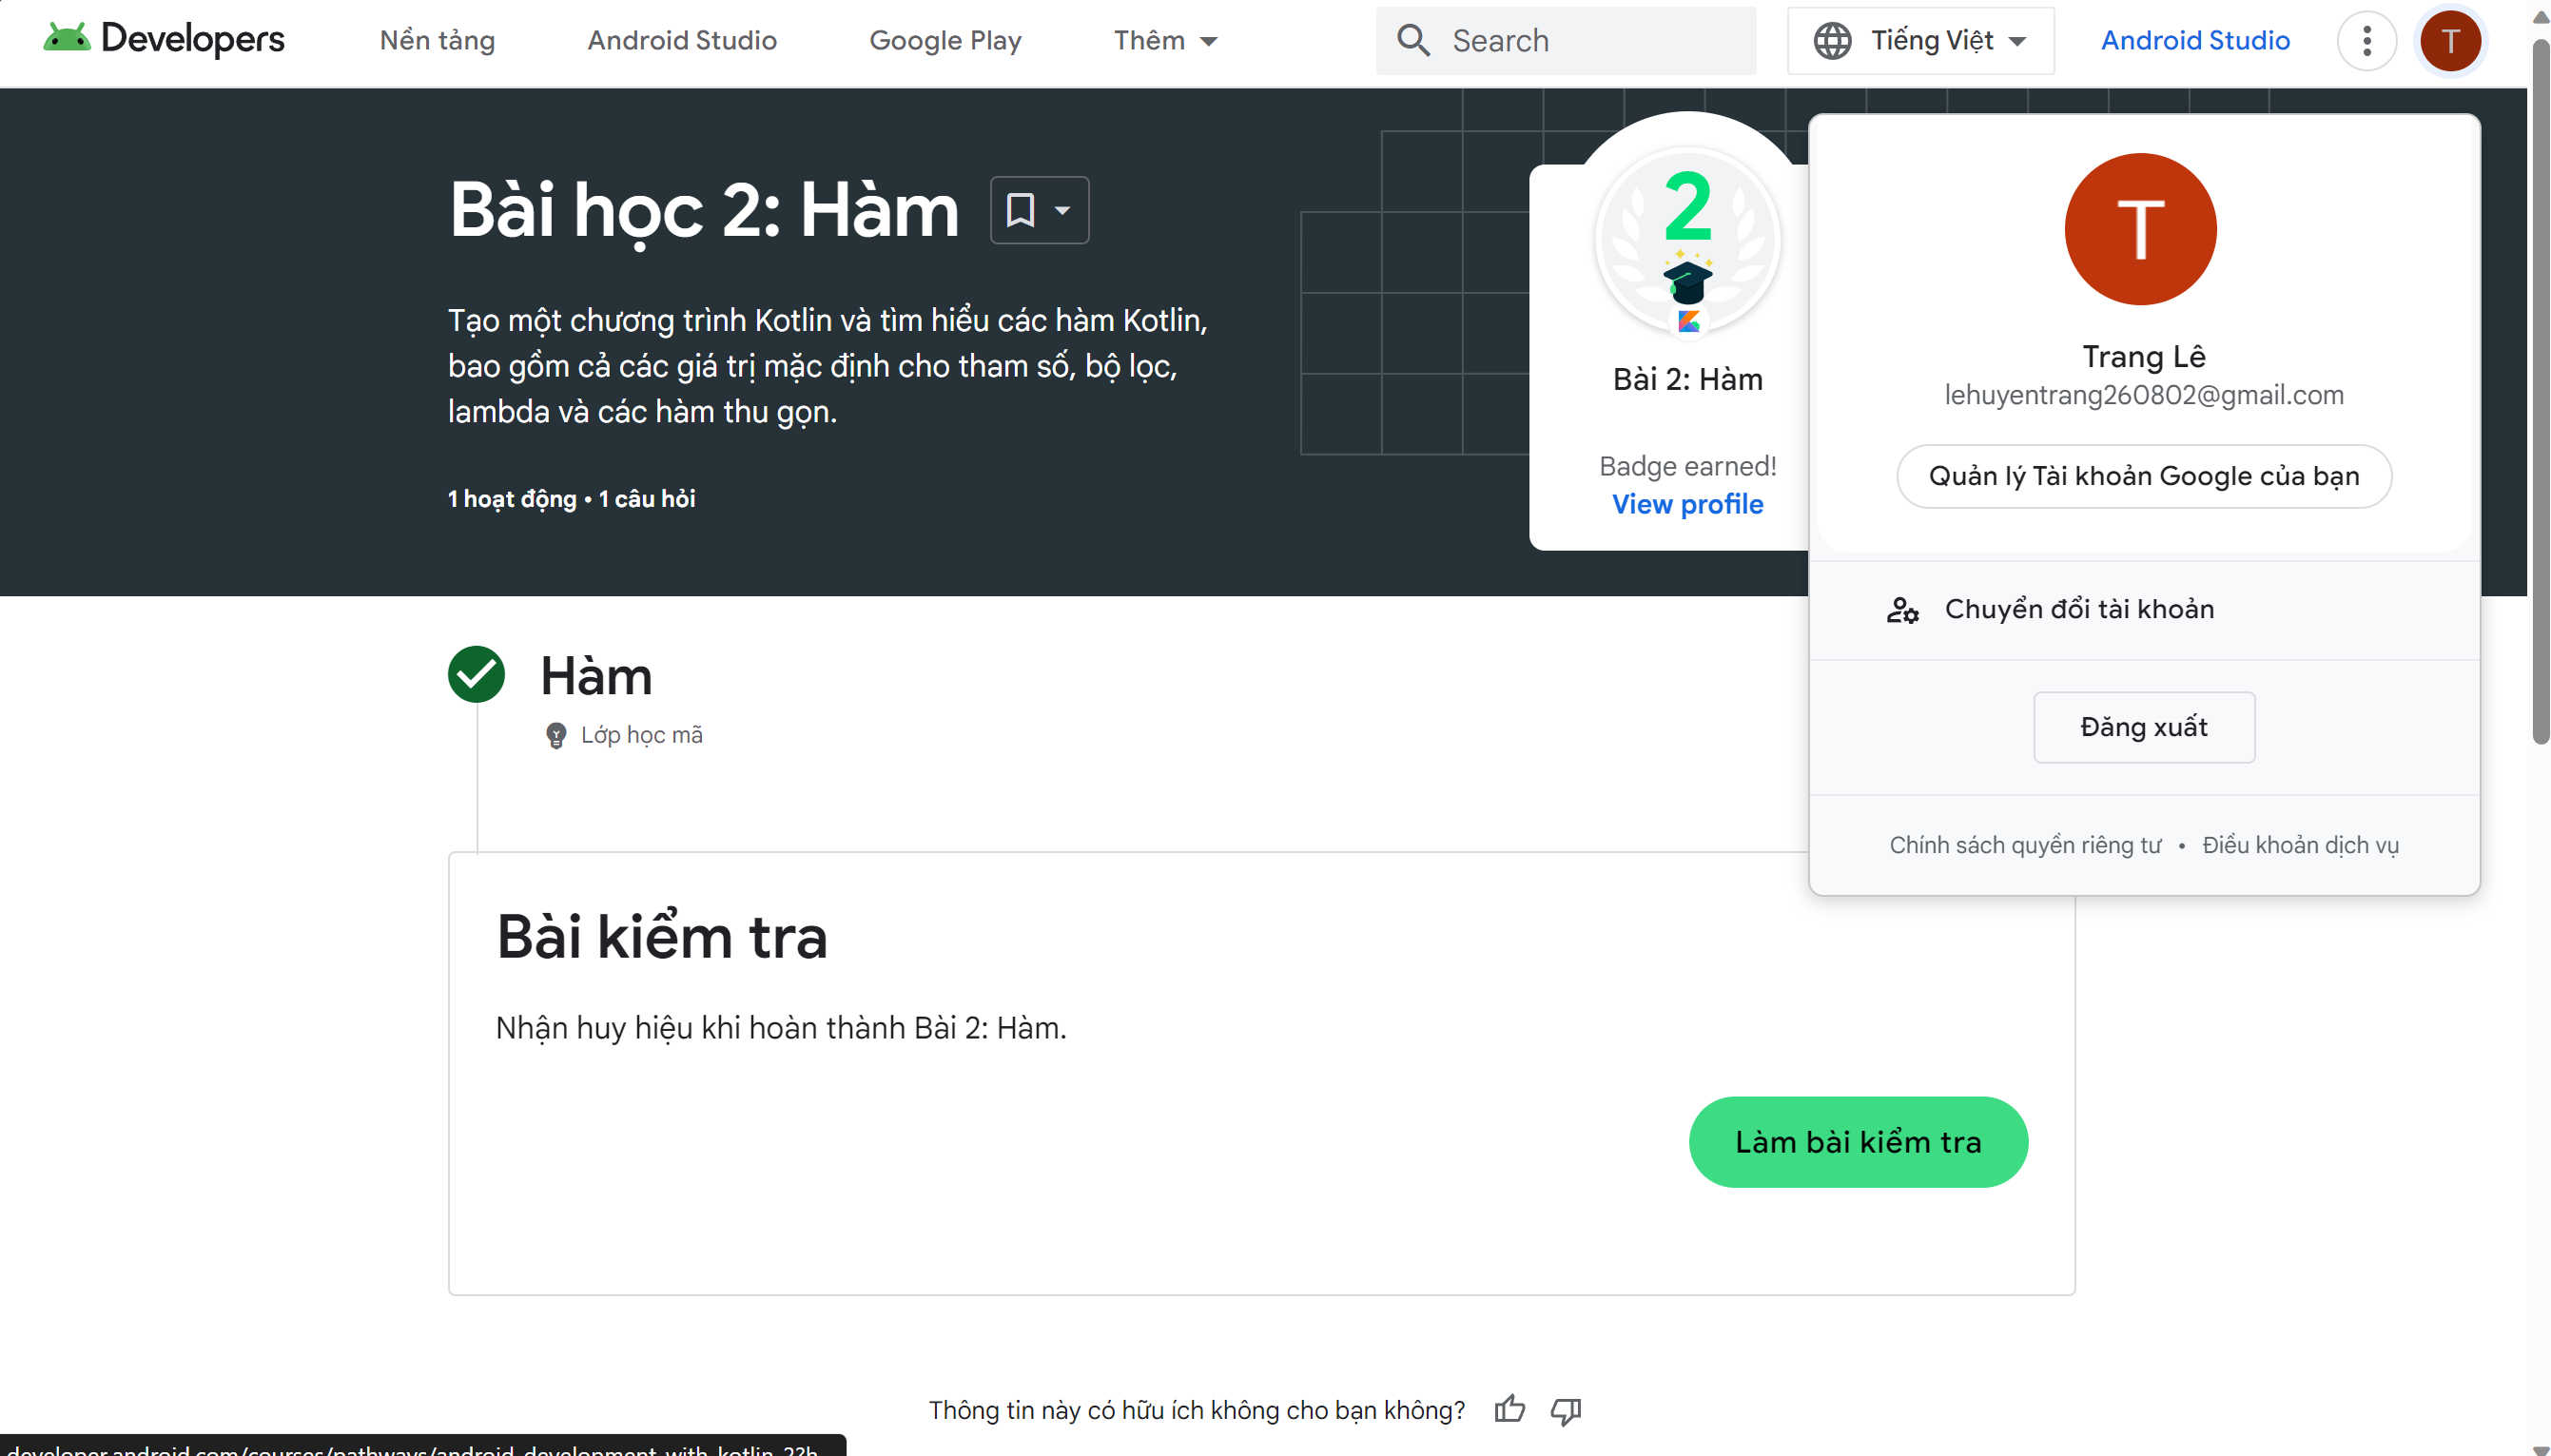 Developers
Nền tảng
Android Studio
Google Play
Thêm
Search
Tiếng Việt
Android Studio
T
Bài học 2: Hàm
Tạo một chương trình Kotlin và tìm hiểu các hàm Kotlin,
bao gồm cả các giá trị mặc định cho tham số, bộ lọc,
lambda và các hàm thu gọn.
1 hoạt động • 1 câu hỏi
2
Bài 2: Hàm
Badge earned!
View profile
T
Trang Lê
lehuyentrang260802@gmail.com
Quản lý Tài khoản Google của bạn
Chuyển đổi tài khoản
Đăng xuất
Chính sách quyền riêng tư • Điều khoản dịch vụ
Hàm
Lớp học mã
Bài kiểm tra
Nhận huy hiệu khi hoàn thành Bài 2: Hàm.
Làm bài kiểm tra
Thông tin này có hữu ích không cho bạn không?
developer.android.com/courses/pathways/android-development-with-kotlin-2?h